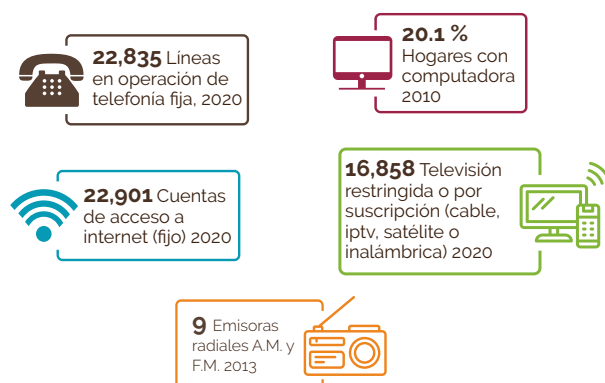 22,835 Líneas
en operación de
telefonía fija, 2020
20.1 %
Hogares con
computadora
2010
22,901 Cuentas
de acceso a
internet (fijo) 2020
16,858 Televisión
restringida o por
suscripción (cable,
iptv, satélite o
inalámbrica) 2020
9 Emisoras
radiales A.M. y
F.M. 2013